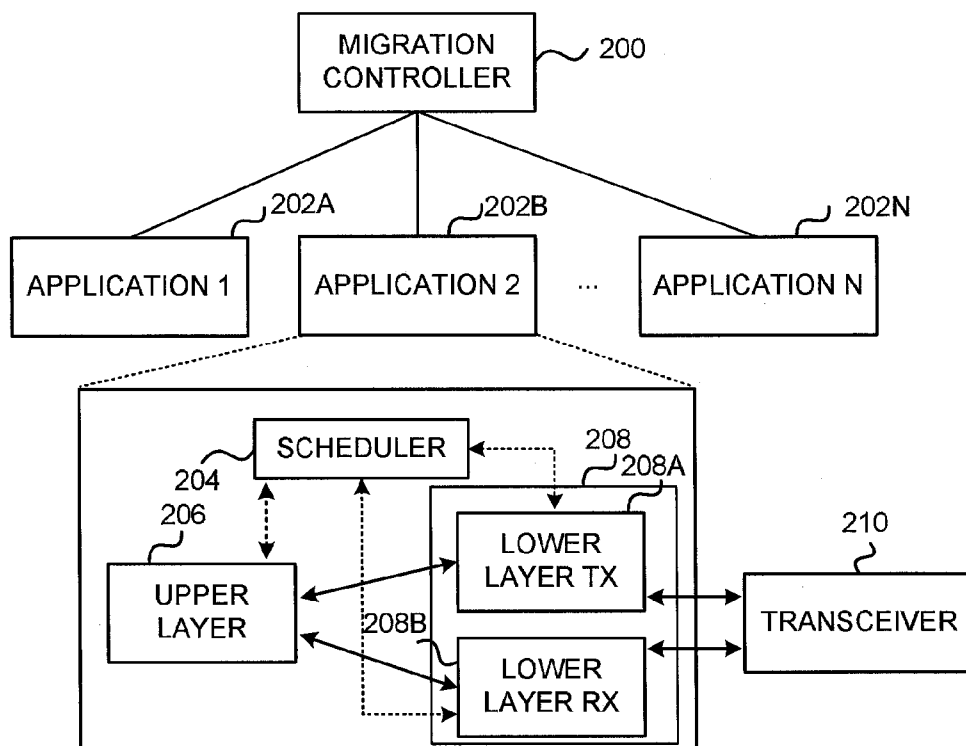 MIGRATION
CONTROLLER
200
202A
202B
202N
APPLICATION 1
APPLICATION 2
...
APPLICATION N
SCHEDULER
204
208
208A
206
LOWER
LAYER TX
210
UPPER
LAYER
TRANSCEIVER
208B
LOWER
LAYER RX